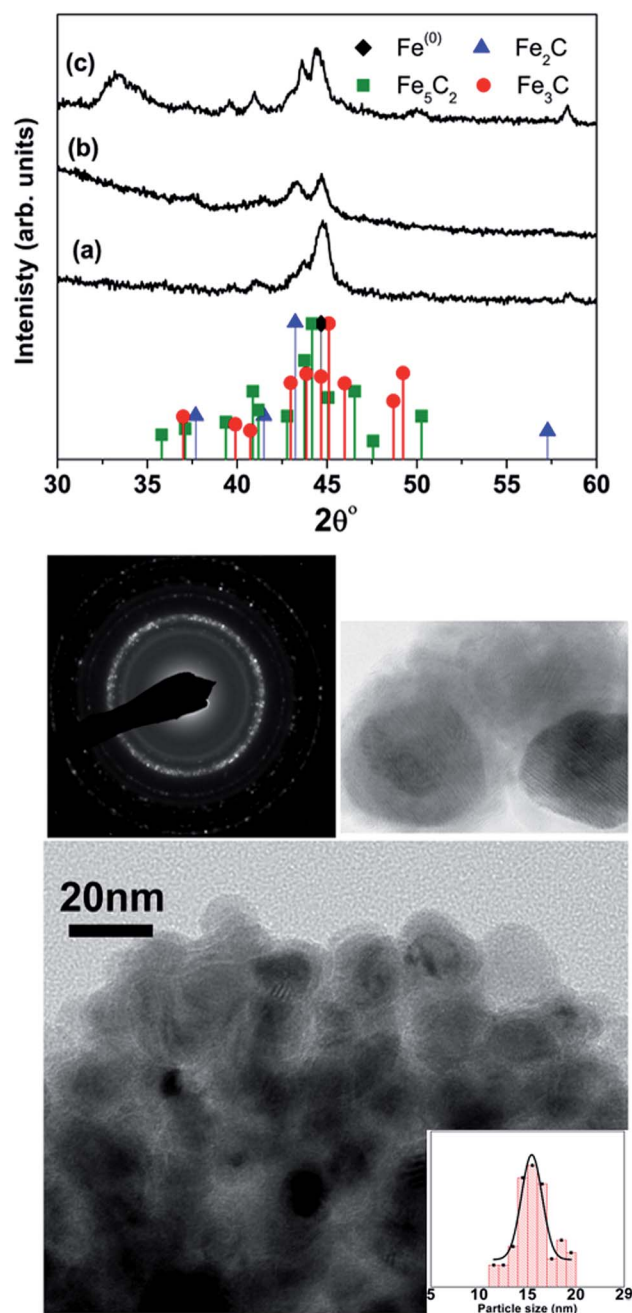 (c)
Fe(0)
Fe2C
Fe5C2
Fe3C
(b)
(a)
Intenisty (arb. units)
30 35 40 45 50 55 60
2θ°
20nm
5 10 15 20 29
Particle size (nm)